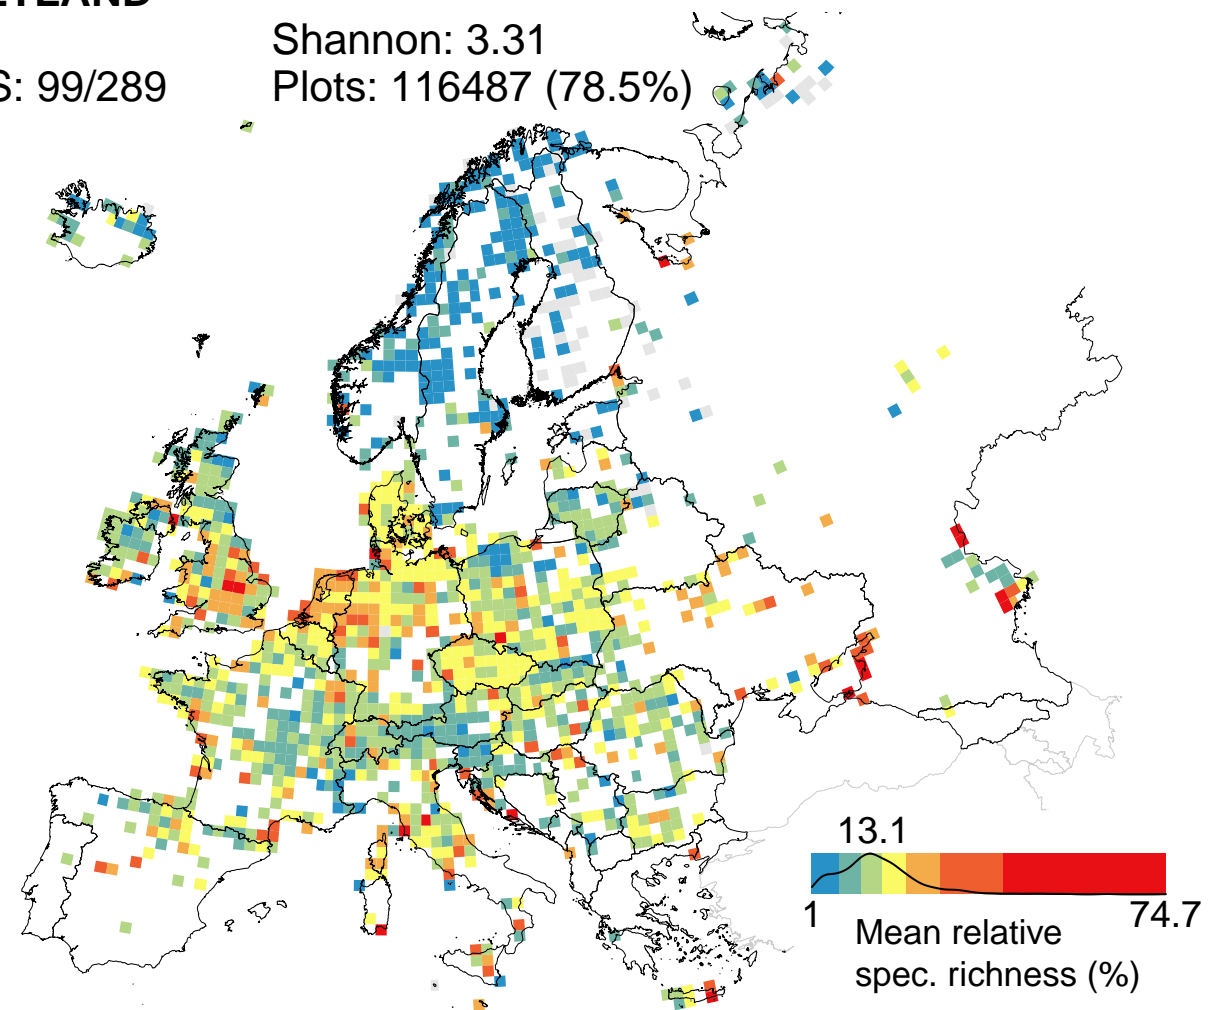 Shannon: 3.31
S: 99/289
Plots: 116487 (78.5%)
13.1
1
74.7
Mean relative
spec. richness (%)